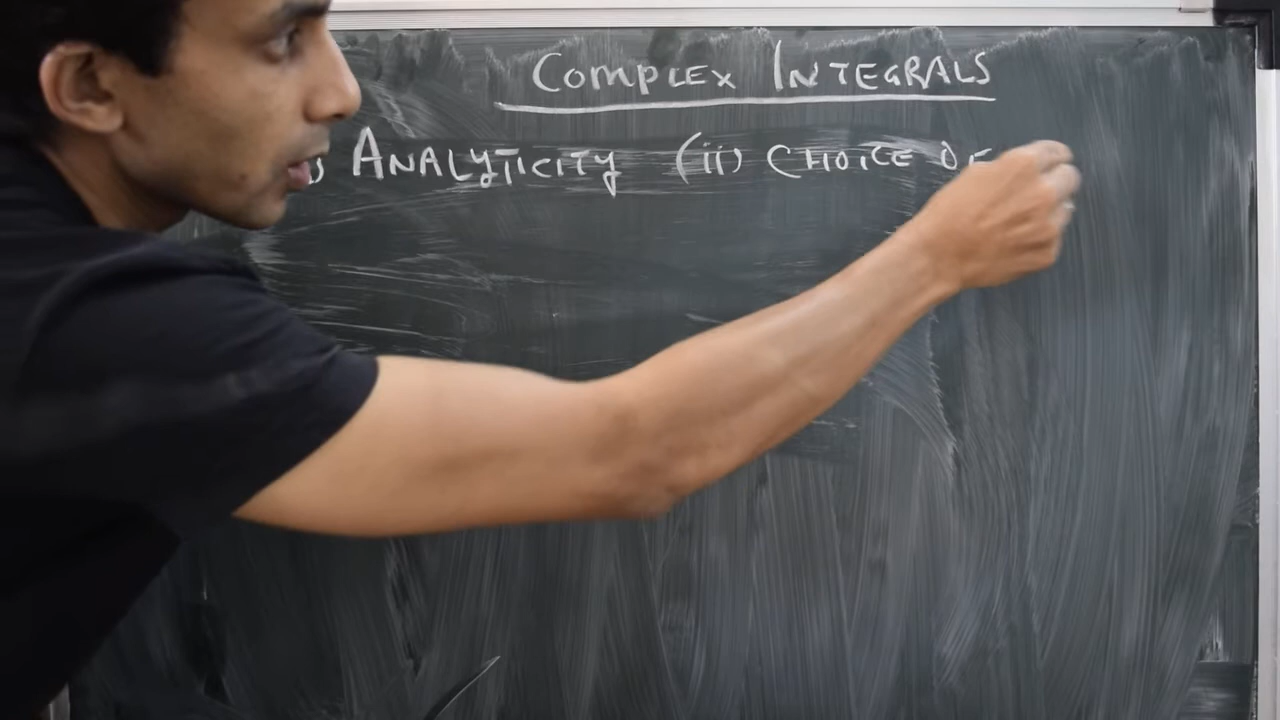 COMPLEX INTEGRALS
ANALYTICITY (ii) CHOICE OF